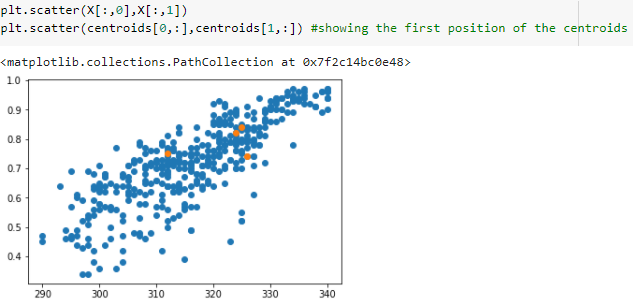 plt.scatter(X[:,0],X[:,1])
plt.scatter(centroids[0,:],centroids[1,:]) #showing the first position of the centroids
<matplotlib.collections.PathCollection at 0x7f2c14bc0e48>
1.0
0.9
0.8
0.7
0.6
0.5
0.4
290 300 310 320 330 340